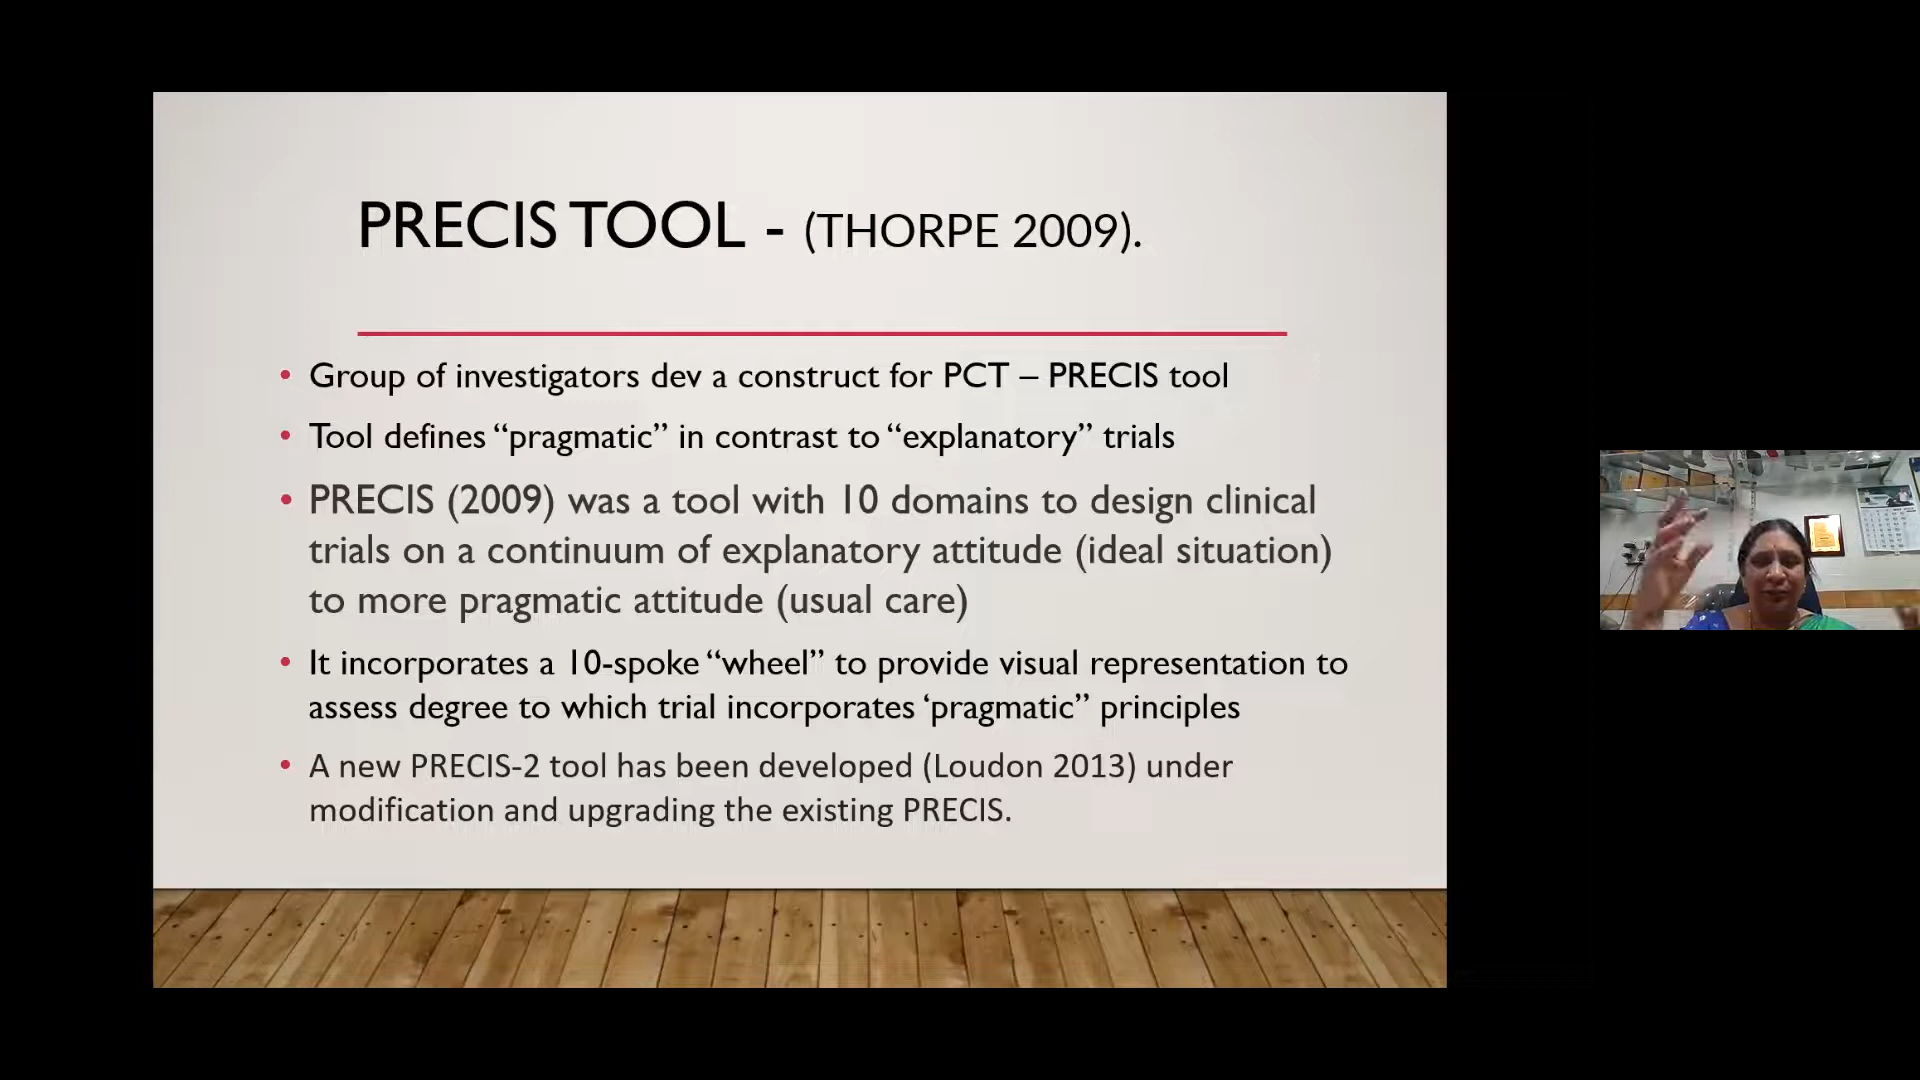 PRECIS TOOL - (THORPE 2009).
• Group of investigators dev a construct for PCT – PRECIS tool
• Tool defines “pragmatic” in contrast to “explanatory” trials
• PRECIS (2009) was a tool with 10 domains to design clinical
trials on a continuum of explanatory attitude (ideal situation)
to more pragmatic attitude (usual care)
• It incorporates a 10-spoke “wheel” to provide visual representation to
assess degree to which trial incorporates ‘pragmatic” principles
• A new PRECIS-2 tool has been developed (Loudon 2013) under
modification and upgrading the existing PRECIS.